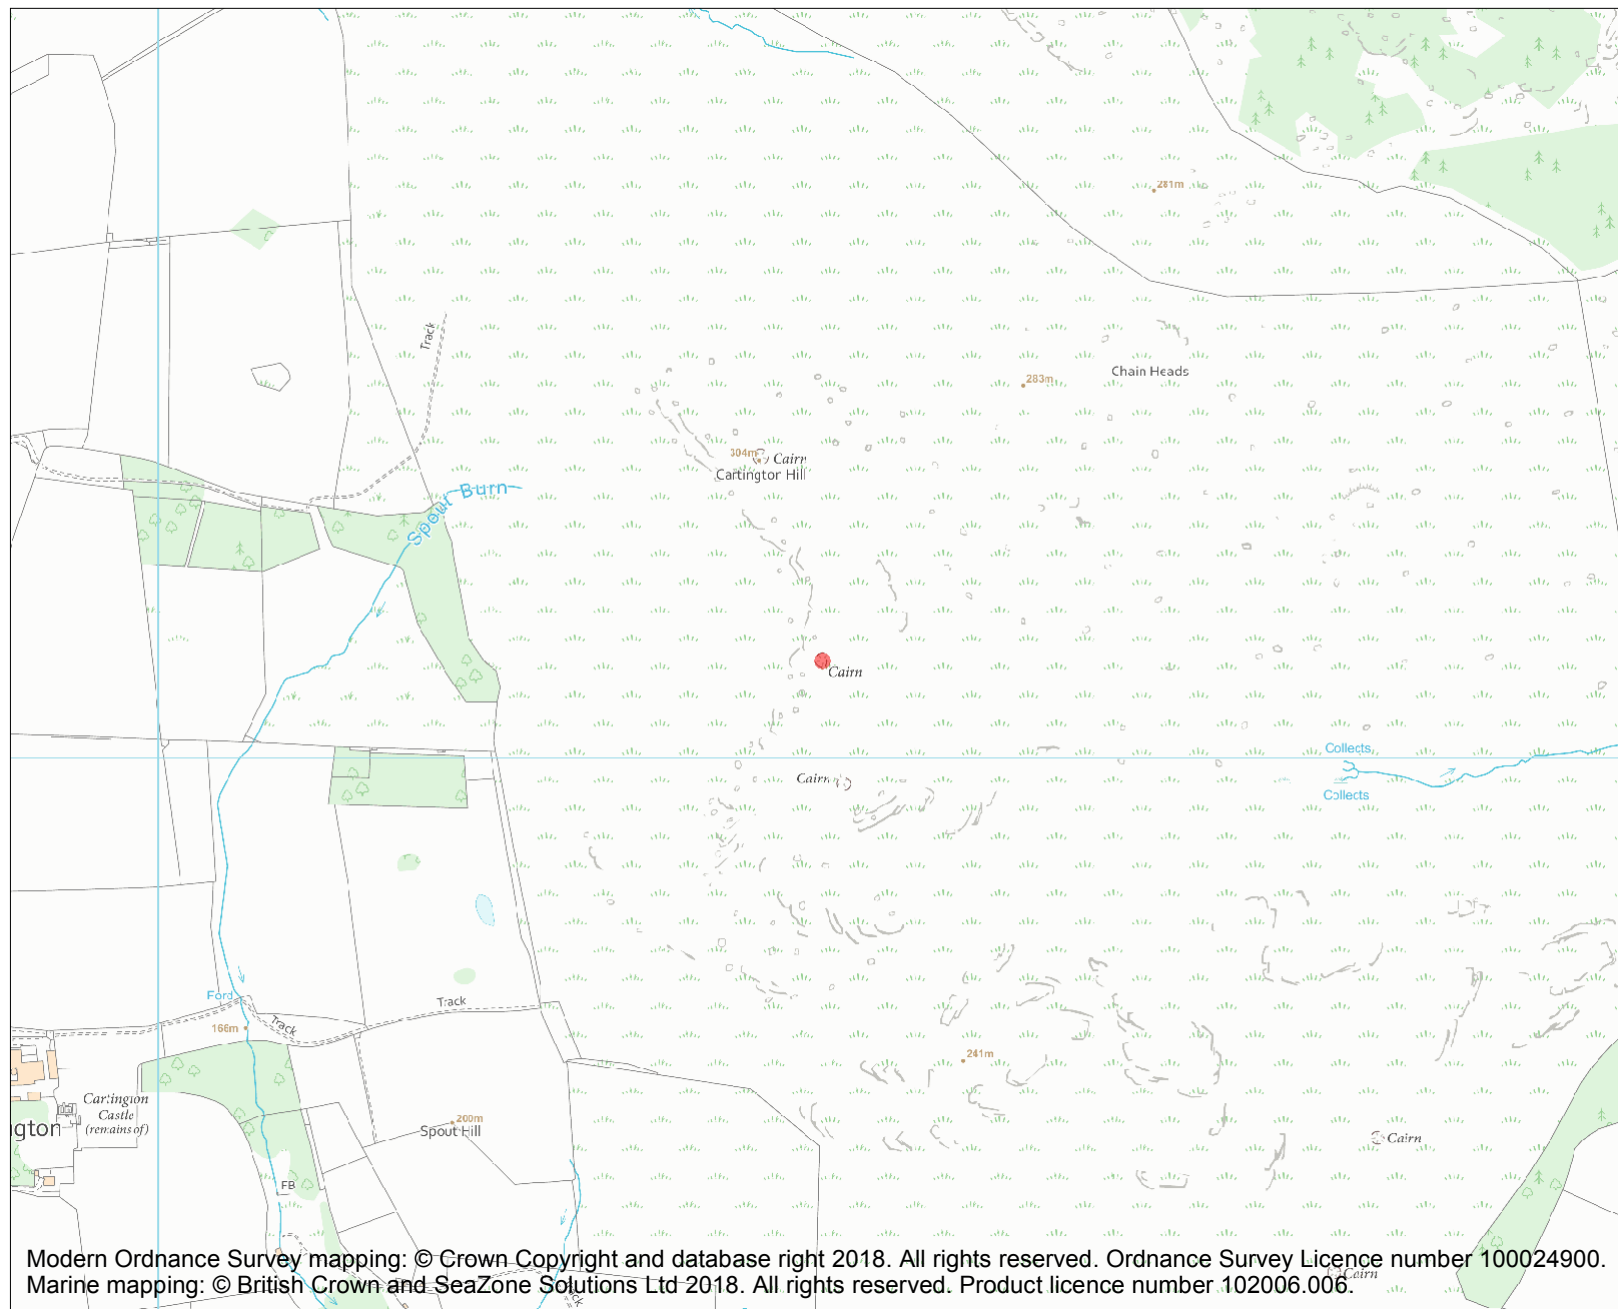 281m
Track
Chain Heads
283m
304m
Cairn
Cartington Hill
Spout Burn
Cairn
Collects
Cairn
Collects
Ford
Track
Track
168m
241m
Cartington
Castle
(remains of)
200m
Spout Hill
Cairn
gton
FB
Modern Ordnance Survey mapping: © Crown Copyright and database right 2018. All rights reserved. Ordnance Survey Licence number 100024900.
Cairn
Marine mapping: © British Crown and SeaZone Solutions Ltd 2018. All rights reserved. Product licence number 102006.006.